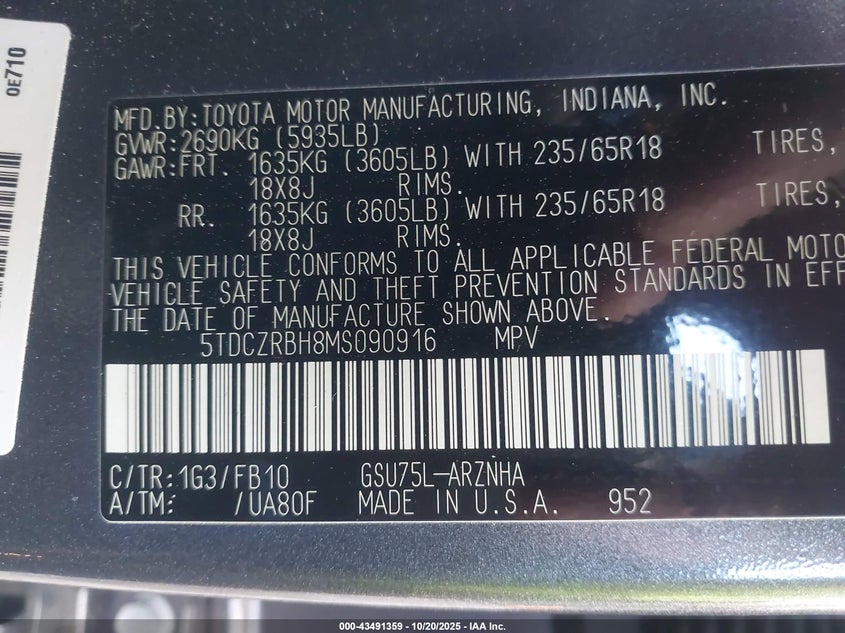 0E710
MFD.BY:TOYOTA MOTOR MANUFACTURING, INDIANA, INC.
GVWR:2690KG (5935LB)
GAWR:FRT. 1635KG (3605LB) WITH 235/65R18 TIRES,
18X8J RIMS.
RR. 1635KG (3605LB) WITH 235/65R18 TIRES,
18X8J RIMS.
THIS VEHICLE CONFORMS TO ALL APPLICABLE FEDERAL MOTO
VEHICLE SAFETY AND THEFT PREVENTION STANDARDS IN EFF
THE DATE OF MANUFACTURE SHOWN ABOVE.
5TDCZRBH8MS090916 MPV
C/TR:1G3/FB10 GSU75L-ARZNHA
A/TM: /UA80F MADE IN U.S.A. 952
000-43491359 - 10/20/2025 - IAA Inc.